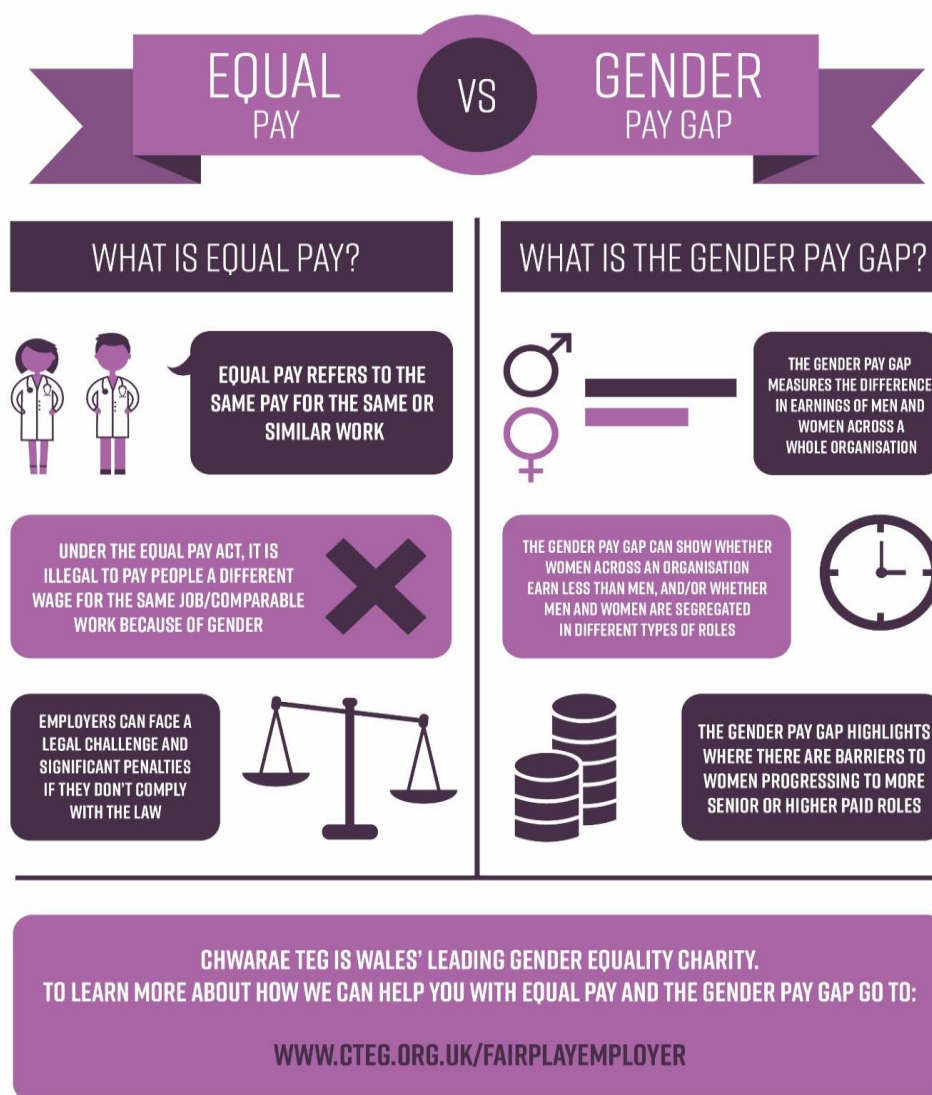 EQUAL
PAY
VS
GENDER
PAY GAP
WHAT IS EQUAL PAY?
EQUAL PAY REFERS TO THE
SAME PAY FOR THE SAME OR
SIMILAR WORK
UNDER THE EQUAL PAY ACT, IT IS
ILLEGAL TO PAY PEOPLE A DIFFERENT
WAGE FOR THE SAME JOB/COMPARABLE
WORK BECAUSE OF GENDER
EMPLOYERS CAN FACE A
LEGAL CHALLENGE AND
SIGNIFICANT PENALTIES
IF THEY DON'T COMPLY
WITH THE LAW
WHAT IS THE GENDER PAY GAP?
THE GENDER PAY GAP
MEASURES THE DIFFERENCE
IN EARNINGS OF MEN AND
WOMEN ACROSS A
WHOLE ORGANISATION
THE GENDER PAY GAP CAN SHOW WHETHER
WOMEN ACROSS AN ORGANISATION
EARN LESS THAN MEN, AND/OR WHETHER
MEN AND WOMEN ARE SEGREGATED
IN DIFFERENT TYPES OF ROLES
THE GENDER PAY GAP HIGHLIGHTS
WHERE THERE ARE BARRIERS TO
WOMEN PROGRESSING TO MORE
SENIOR OR HIGHER PAID ROLES
CHWARAE TEG IS WALES' LEADING GENDER EQUALITY CHARITY.
TO LEARN MORE ABOUT HOW WE CAN HELP YOU WITH EQUAL PAY AND THE GENDER PAY GAP GO TO:
WWW.CTEG.ORG.UK/FAIRPLAYEMPLOYER